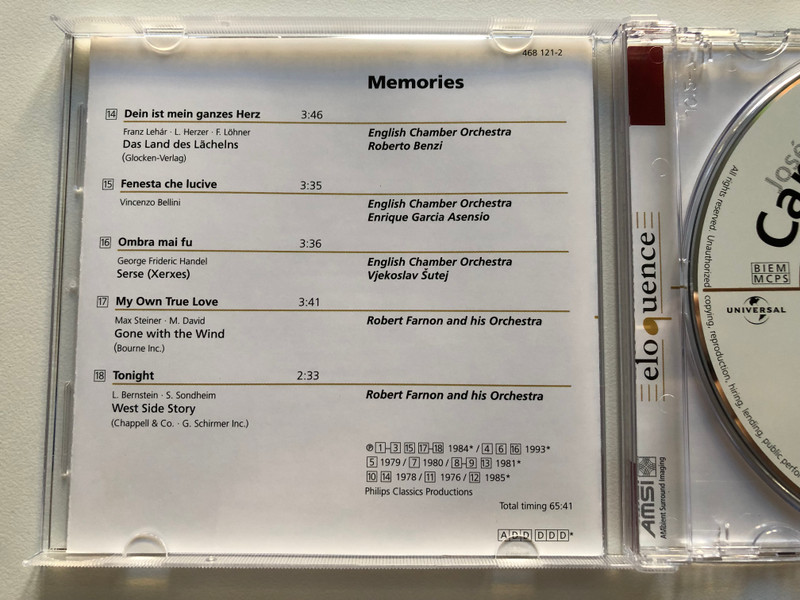 468 121-2
Memories
14 Dein ist mein ganzes Herz 3:46
Franz Lehár · L. Herzer · F. Löhner
Das Land des Lächelns
(Glocken-Verlag)
English Chamber Orchestra
Roberto Benzi
15 Fenesta che lucive 3:35
Vincenzo Bellini
English Chamber Orchestra
Enrique Garcia Asensio
16 Ombra mai fu 3:36
George Frideric Handel
Serse (Xerxes)
English Chamber Orchestra
Vjekoslav Šutej
17 My Own True Love 3:41
Max Steiner · M. David
Gone with the Wind
(Bourne Inc.)
Robert Farnon and his Orchestra
18 Tonight 2:33
L. Bernstein · S. Sondheim
West Side Story
(Chappell & Co. · G. Schirmer Inc.)
Robert Farnon and his Orchestra
℗ 1-3 15 17-18 1984* / 4 6 16 1993*
5 1979 / 7 1980 / 8-9 13 1981*
10 14 1978 / 11 1976 / 12 1985*
Philips Classics Productions
Total timing 65:41
ADD DDD*
eloquence
AMSI
AMbient Surround Imaging
José
Car
BIEM
MCPS
UNIVERSAL
All rights reserved. Unauthorized copying, reproduction, hiring, lending, public perfo